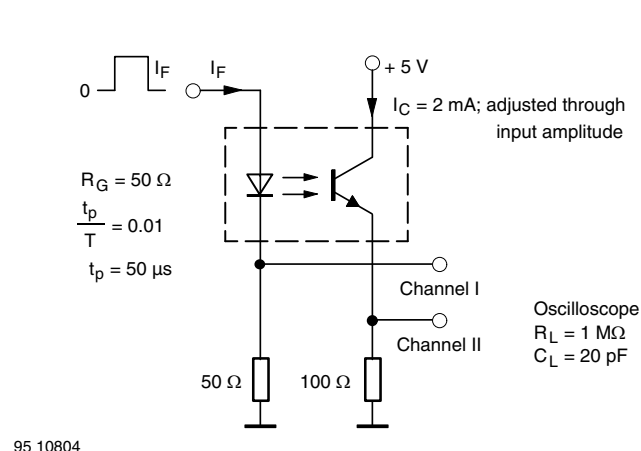 0
I_F
I_F
+ 5 V
I_C = 2 mA; adjusted through
input amplitude
R_G = 50 Ω
t_p
T
= 0.01
t_p = 50 µs
Channel I
Channel II
Oscilloscope
R_L = 1 MΩ
C_L = 20 pF
50 Ω
100 Ω
95 10804